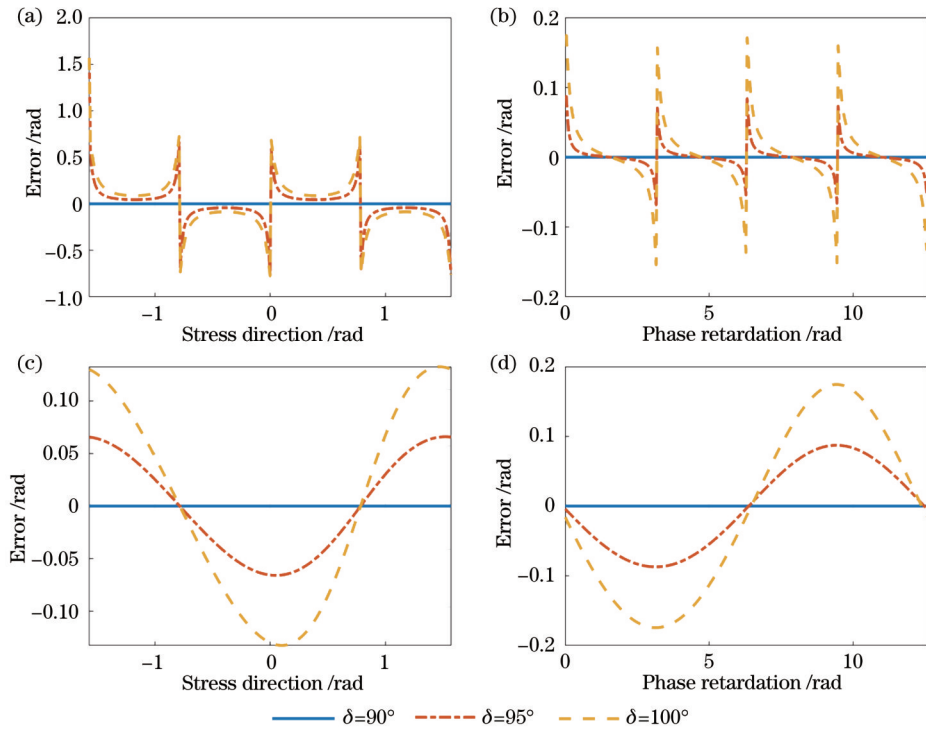 (a)
2.0
1.5
1.0
0.5
0
−0.5
−1.0
Error /rad
−1 0 1
Stress direction /rad
(b)
0.2
0.1
0
−0.1
−0.2
Error /rad
0 5 10
Phase retardation /rad
(c)
0.10
0.05
0
−0.05
−0.10
Error /rad
−1 0 1
Stress direction /rad
(d)
0.2
0.1
0
−0.1
−0.2
Error /rad
0 5 10
Phase retardation /rad
δ=90° δ=95° δ=100°